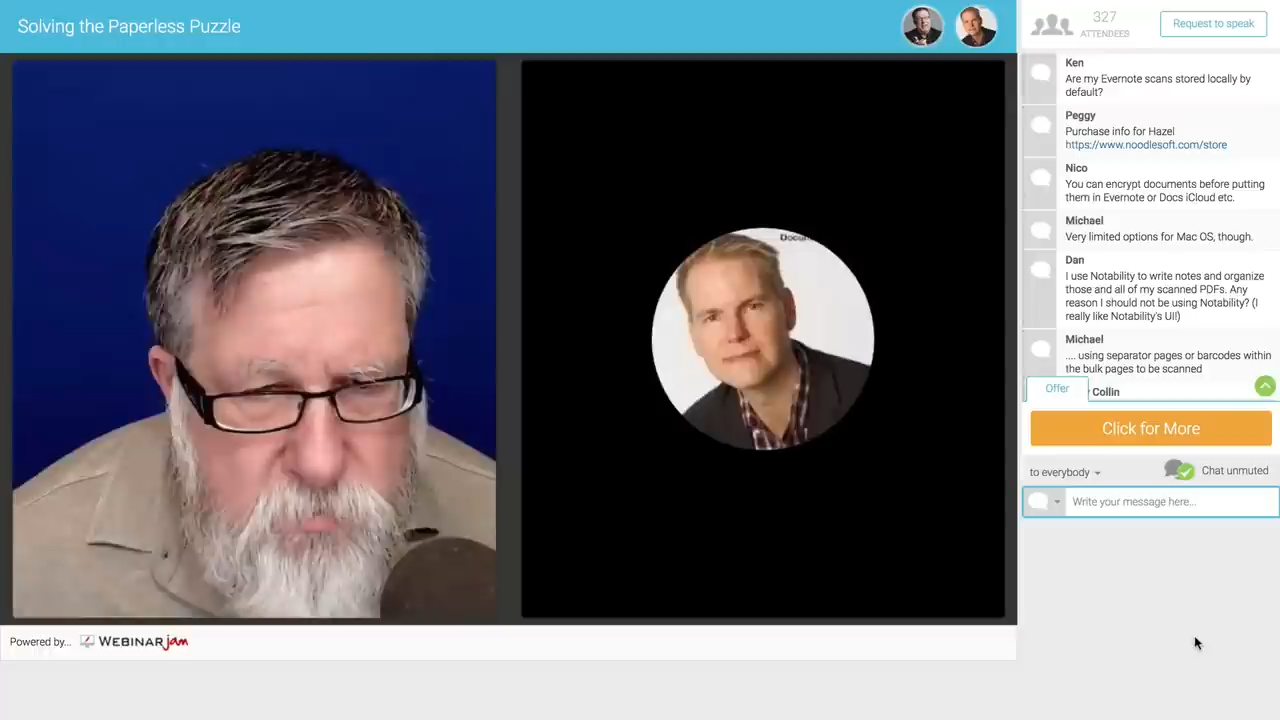 Solving the Paperless Puzzle
327
ATTENDEES
Request to speak
Ken
Are my Evernote scans stored locally by
default?
Peggy
Purchase info for Hazel
https://www.noodlesoft.com/store
Nico
You can encrypt documents before putting
them in Evernote or Docs iCloud etc.
Michael
Very limited options for Mac OS, though.
Dan
I use Notability to write notes and organize
those and all of my scanned PDFs. Any
reason I should not be using Notability? (I
really like Notability's UI!)
Michael
.... using separator pages or barcodes within
the bulk pages to be scanned
Collin
Offer
Click for More
to everybody
Chat unmuted
Write your message here...
Powered by...
WEBINARjam